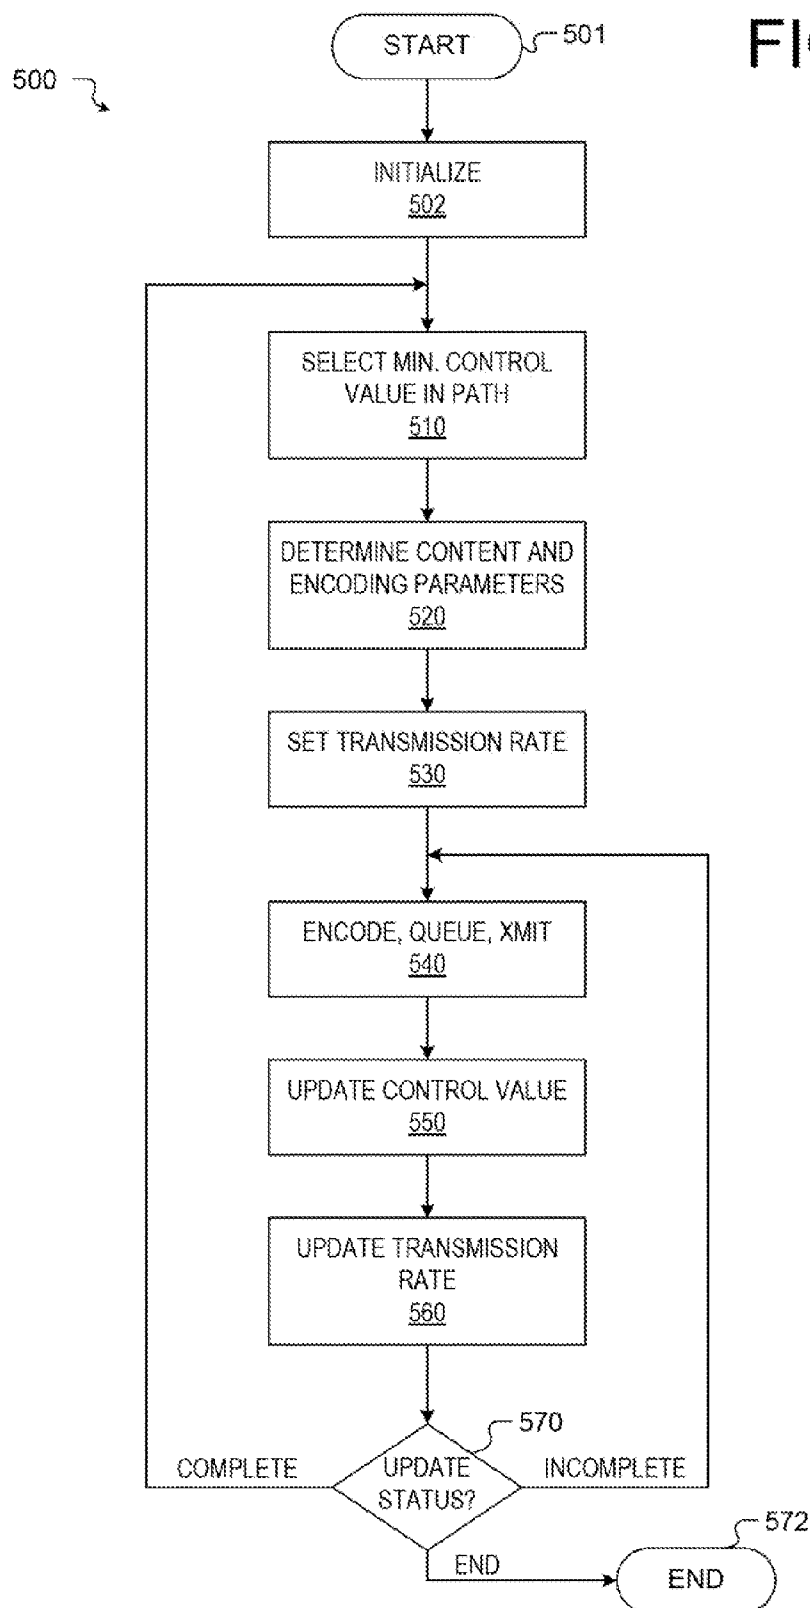 START
501
500
INITIALIZE
502
SELECT MIN. CONTROL
VALUE IN PATH
510
DETERMINE CONTENT AND
ENCODING PARAMETERS
520
SET TRANSMISSION RATE
530
ENCODE, QUEUE, XMIT
540
UPDATE CONTROL VALUE
550
UPDATE TRANSMISSION
RATE
560
570
COMPLETE
UPDATE
STATUS?
INCOMPLETE
572
END
END